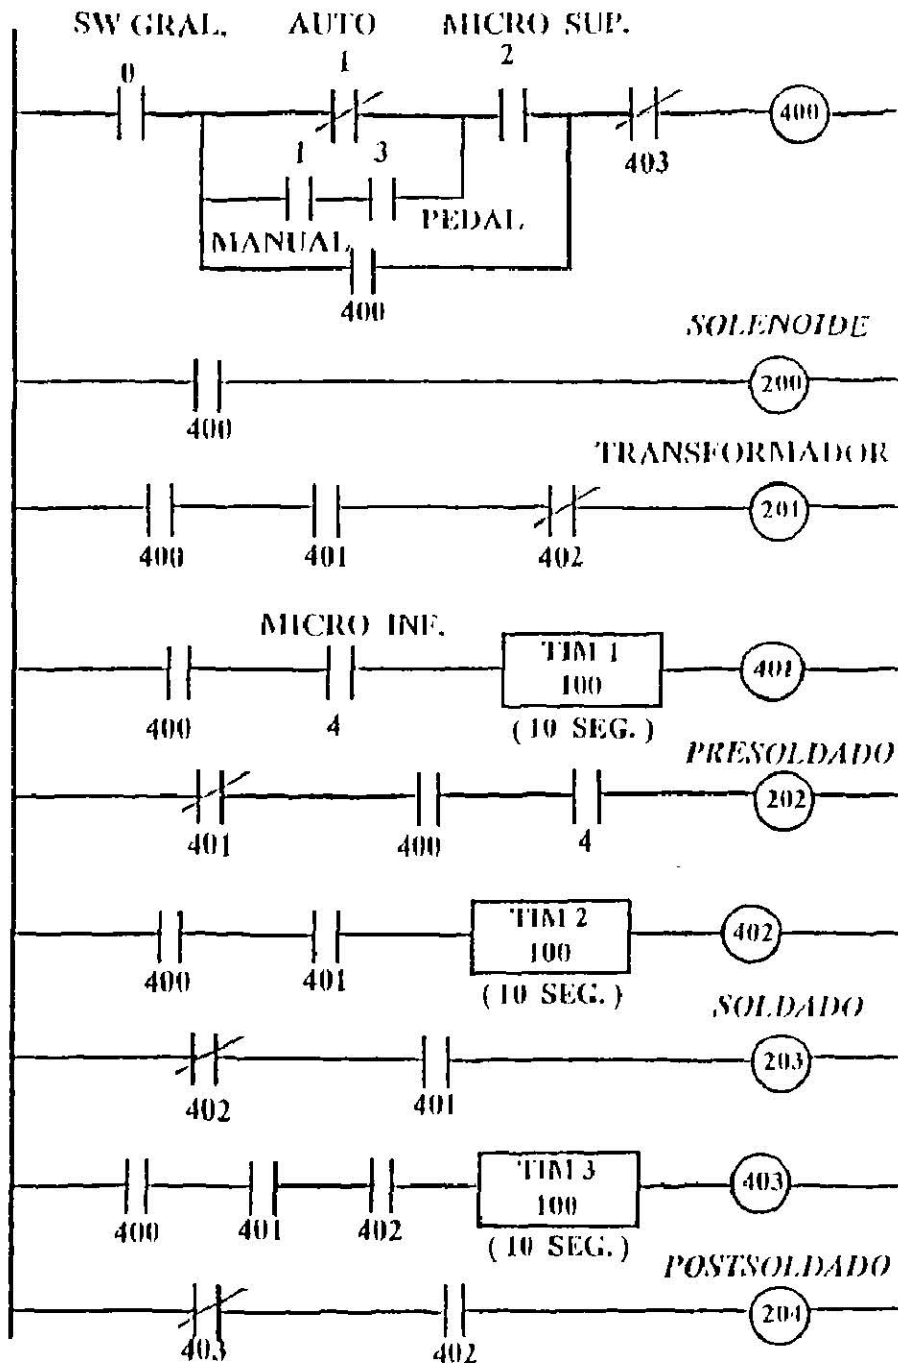 SW GRAL. AUTO MICRO SUP.
0 1 2
400
1 3 403
MANUAL PEDAL
400
SOLENOIDE
200
400
TRANSFORMADOR
201
400 401 402
MICRO INF.
TIM 1
100
401
400 4
(10 SEG.)
PRESOLDADO
202
401 400 4
TIM 2
100
402
400 401
(10 SEG.)
SOLDADO
203
402 401
TIM 3
100
403
400 401 402
(10 SEG.)
POSTSOLDADO
204
403 402